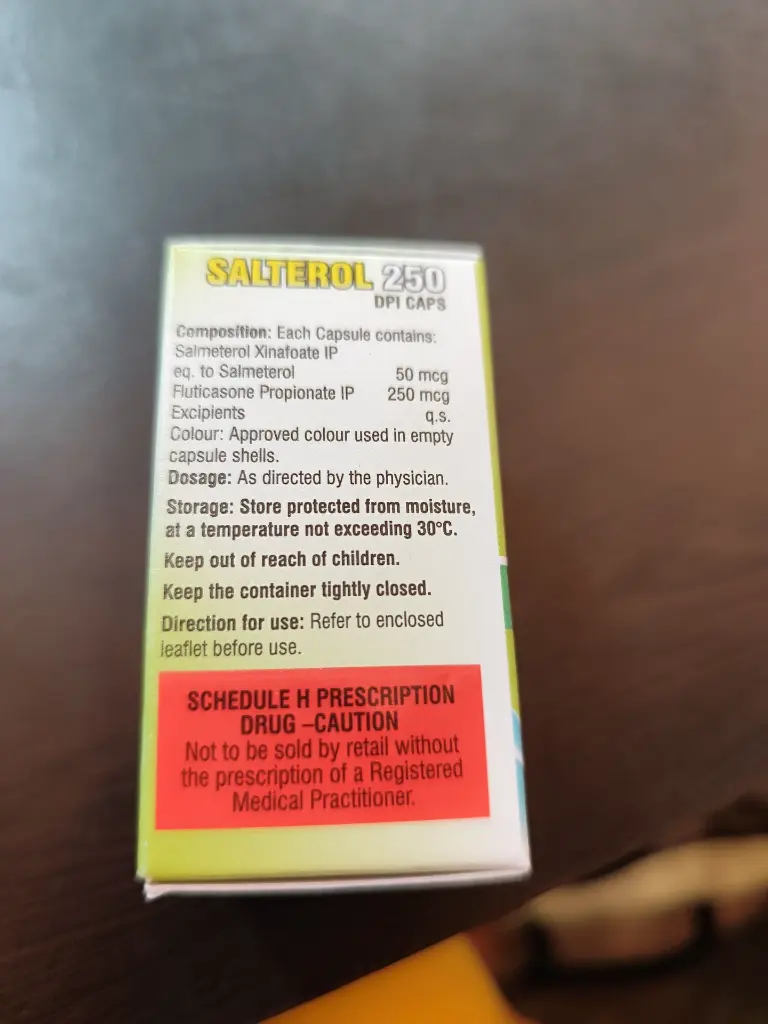 SALTEROL 250
DPI CAPS
Composition: Each Capsule contains:
Salmeterol Xinafoate IP
eq. to Salmeterol 50 mcg
Fluticasone Propionate IP 250 mcg
Excipients q.s.
Colour: Approved colour used in empty
capsule shells.
Dosage: As directed by the physician.
Storage: Store protected from moisture,
at a temperature not exceeding 30°C.
Keep out of reach of children.
Keep the container tightly closed.
Direction for use: Refer to enclosed
leaflet before use.
SCHEDULE H PRESCRIPTION
DRUG –CAUTION
Not to be sold by retail without
the prescription of a Registered
Medical Practitioner.